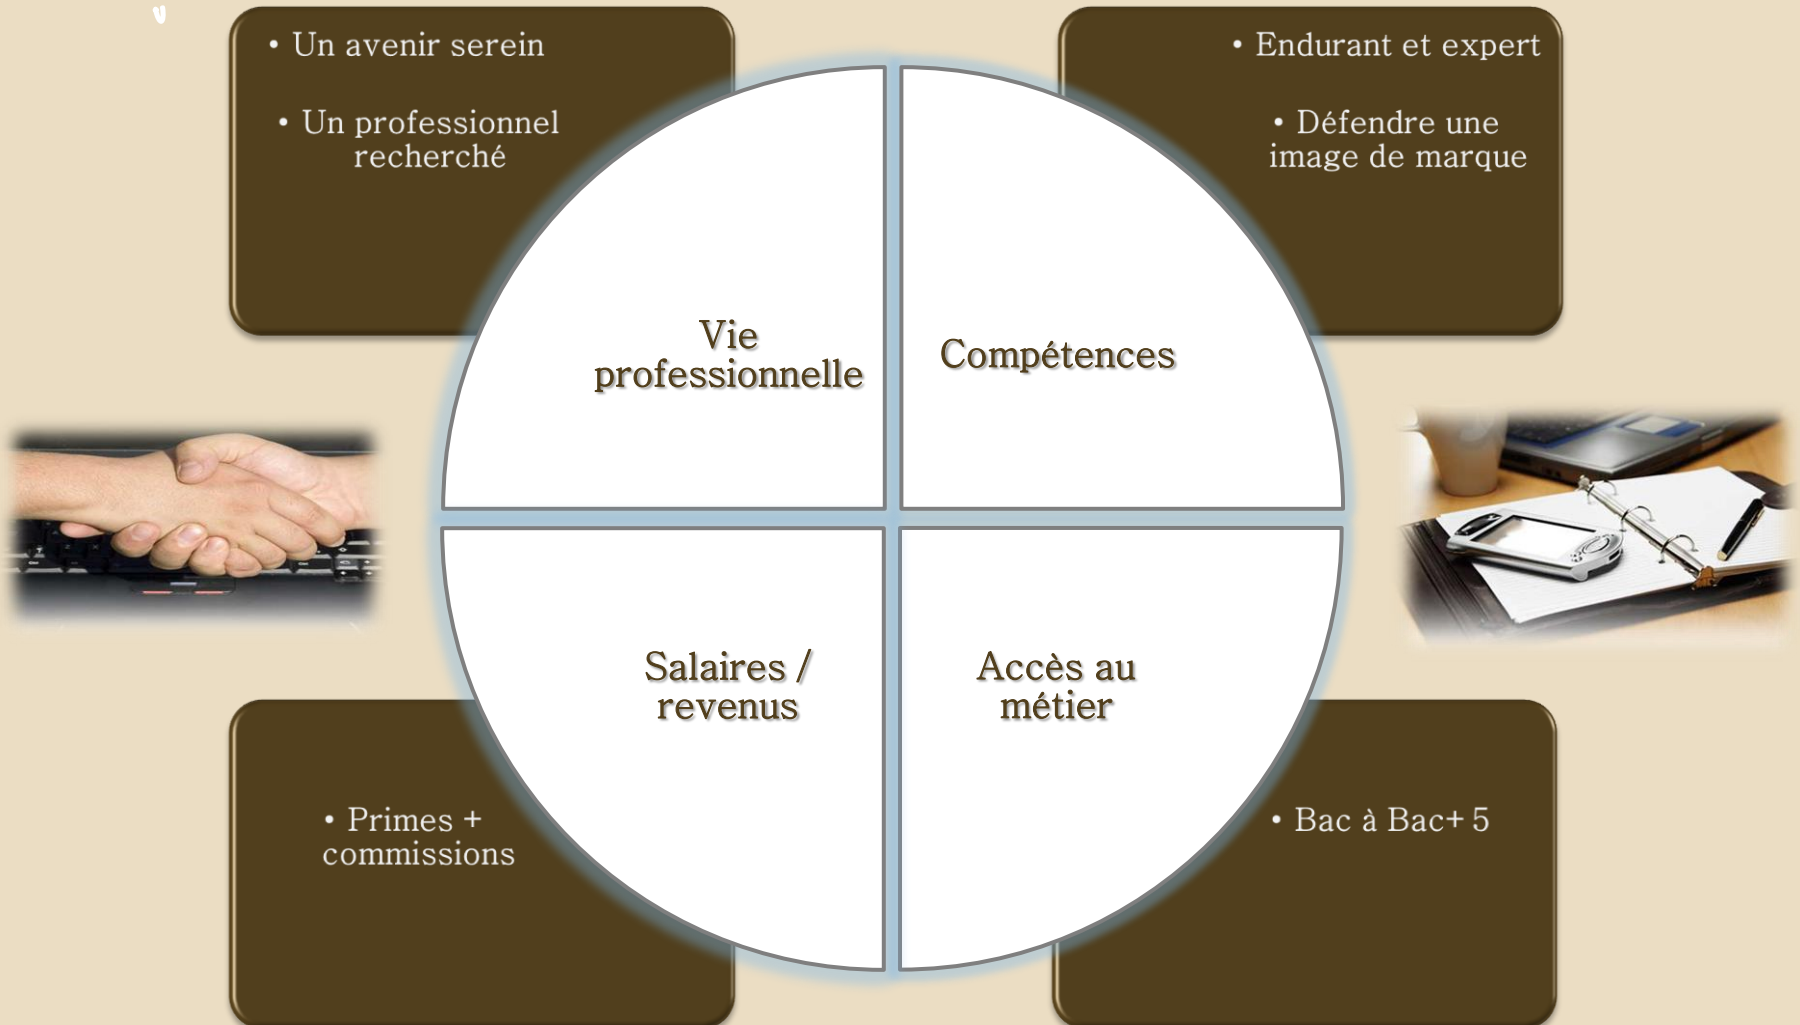 • Un avenir serein
• Un professionnel
recherché
• Endurant et expert
• Défendre une
image de marque
Vie
professionnelle
Compétences
Salaires /
revenus
Accès au
métier
• Primes +
commissions
• Bac à Bac+ 5